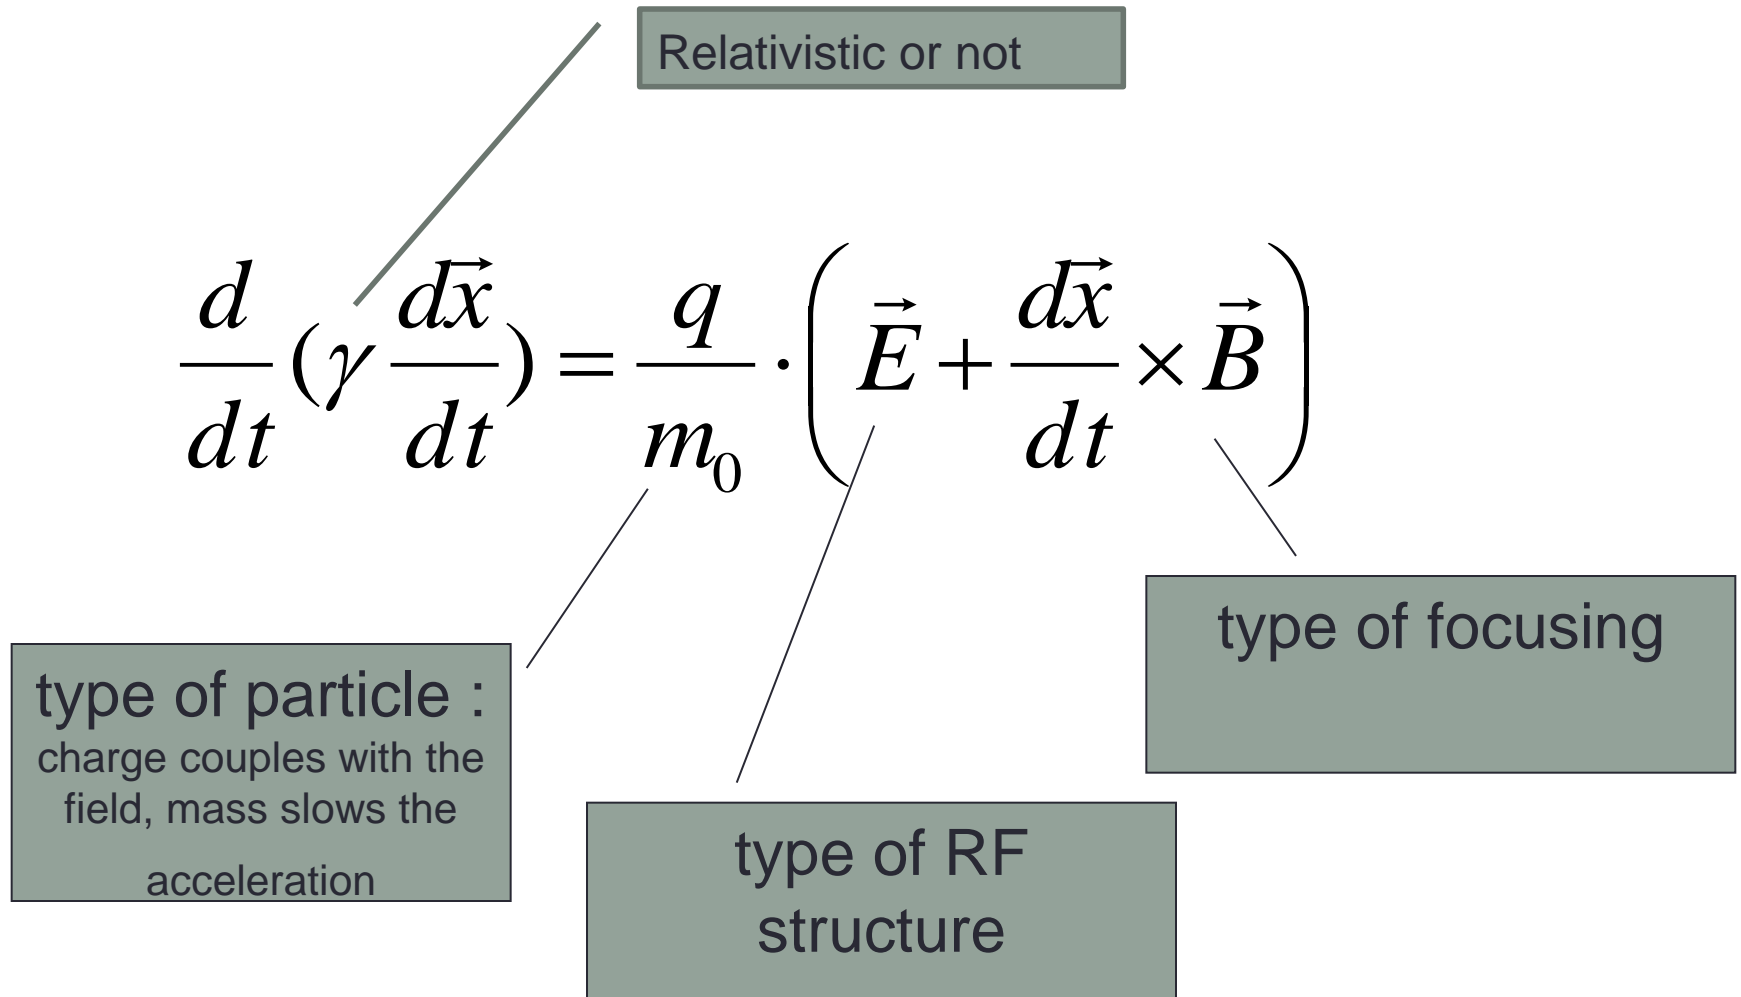 Relativistic or not
d/dt (γ dx⃗/dt) = q/m₀ · (E⃗ + dx⃗/dt × B⃗)
type of focusing
type of particle :
charge couples with the
field, mass slows the
acceleration
type of RF
structure